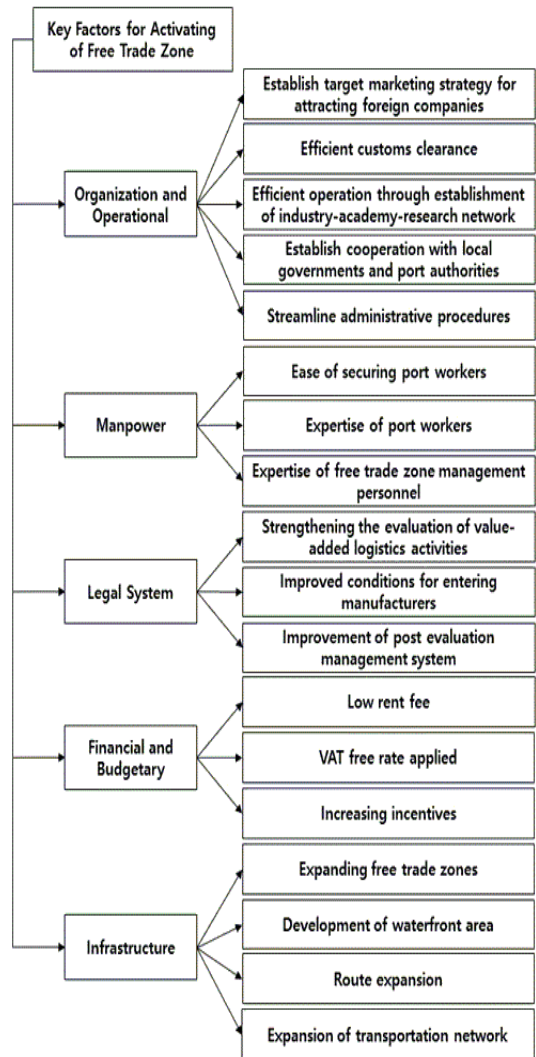 Key Factors for Activating
of Free Trade Zone
Organization and
Operational
Establish target marketing strategy for
attracting foreign companies
Efficient customs clearance
Efficient operation through establishment
of industry-academy-research network
Establish cooperation with local
governments and port authorities
Streamline administrative procedures
Manpower
Ease of securing port workers
Expertise of port workers
Expertise of free trade zone management
personnel
Legal System
Strengthening the evaluation of value-
added logistics activities
Improved conditions for entering
manufacturers
Improvement of post evaluation
management system
Financial and
Budgetary
Low rent fee
VAT free rate applied
Increasing incentives
Infrastructure
Expanding free trade zones
Development of waterfront area
Route expansion
Expansion of transportation network